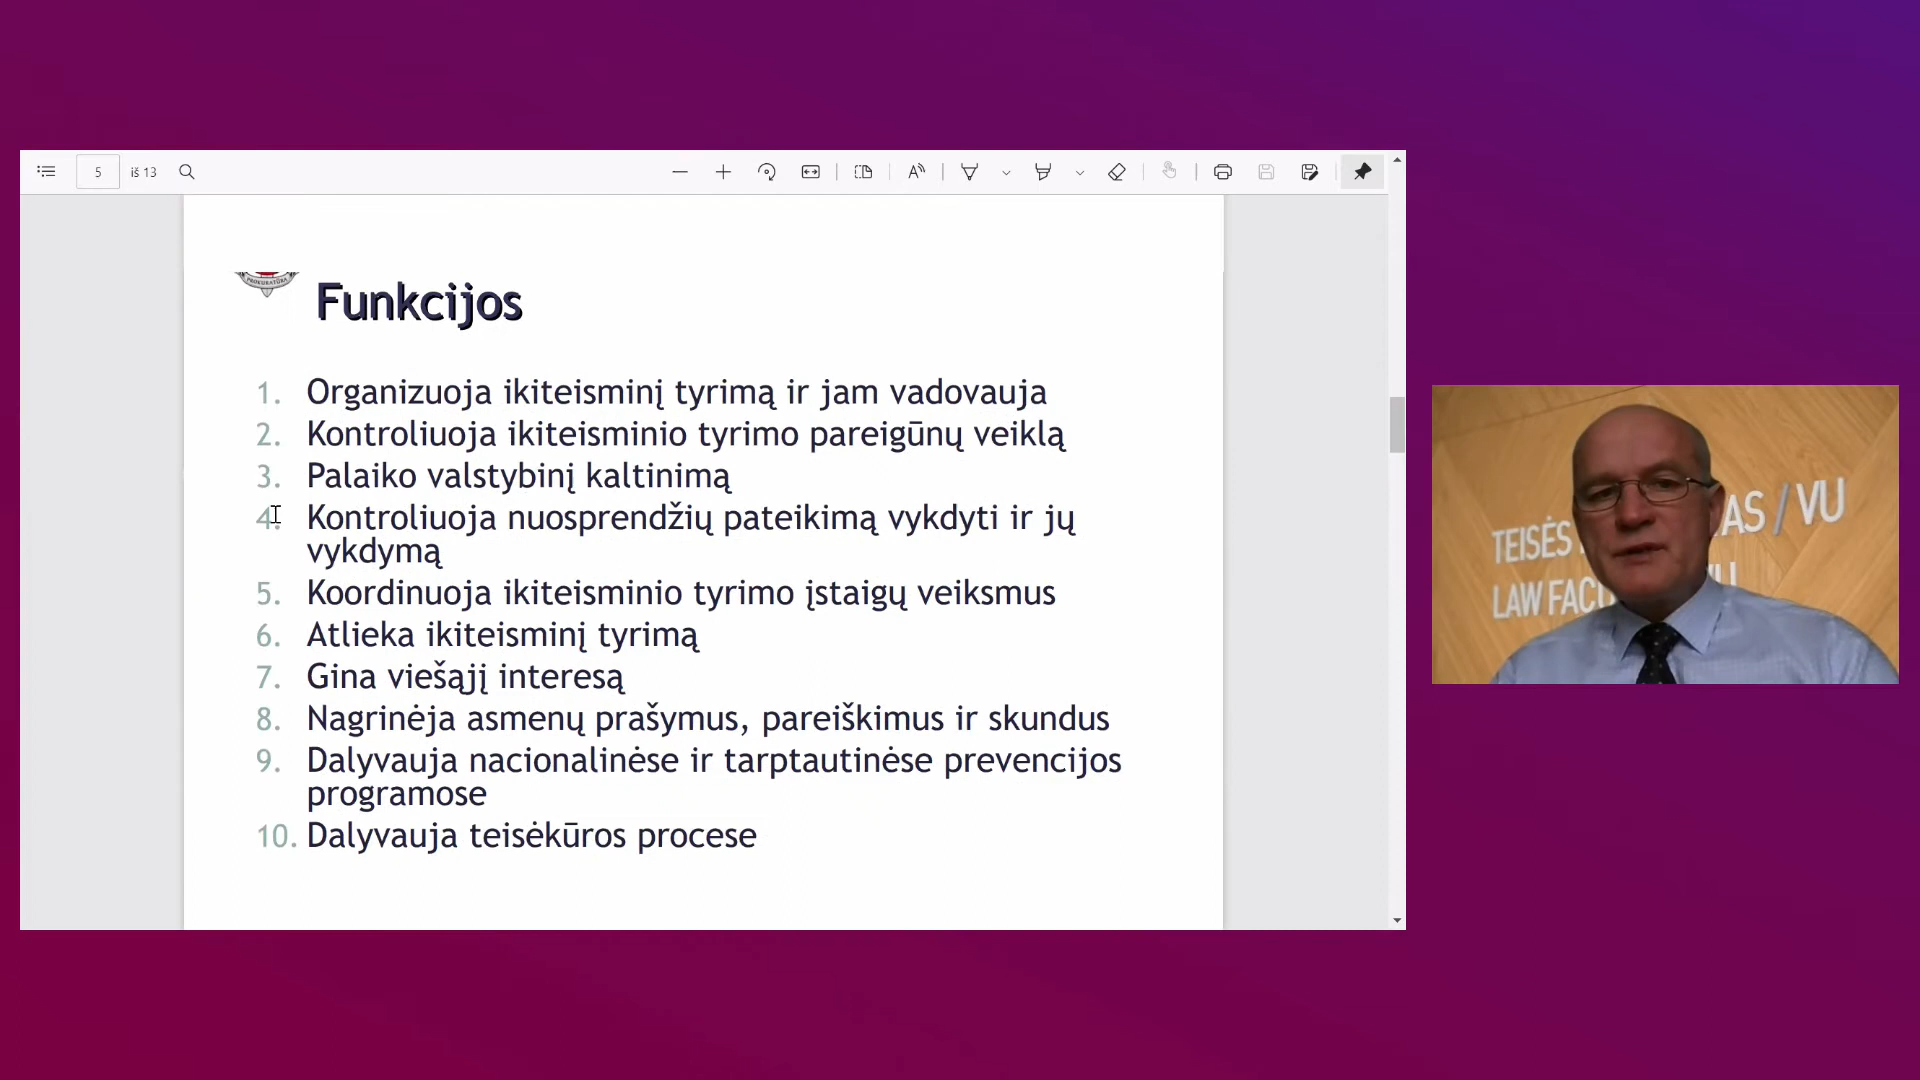 5 iš 13
PROKURATŪRA
Funkcijos
1. Organizuoja ikiteisminį tyrimą ir jam vadovauja
2. Kontroliuoja ikiteisminio tyrimo pareigūnų veiklą
3. Palaiko valstybinį kaltinimą
4. Kontroliuoja nuosprendžių pateikimą vykdyti ir jų
vykdymą
5. Koordinuoja ikiteisminio tyrimo įstaigų veiksmus
6. Atlieka ikiteisminį tyrimą
7. Gina viešąjį interesą
8. Nagrinėja asmenų prašymus, pareiškimus ir skundus
9. Dalyvauja nacionalinėse ir tarptautinėse prevencijos
programose
10. Dalyvauja teisėkūros procese
TEISĖS AS / VU
LAW FACU VU